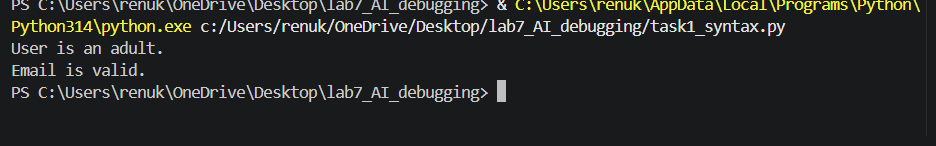 PS C:\Users\renuk\OneDrive\Desktop\lab7_AI_debugging> & C:\Users\renuk\AppData\Local\Programs\Python\
Python314\python.exe c:/Users/renuk/OneDrive/Desktop/lab7_AI_debugging/task1_syntax.py
User is an adult.
Email is valid.
PS C:\Users\renuk\OneDrive\Desktop\lab7_AI_debugging>